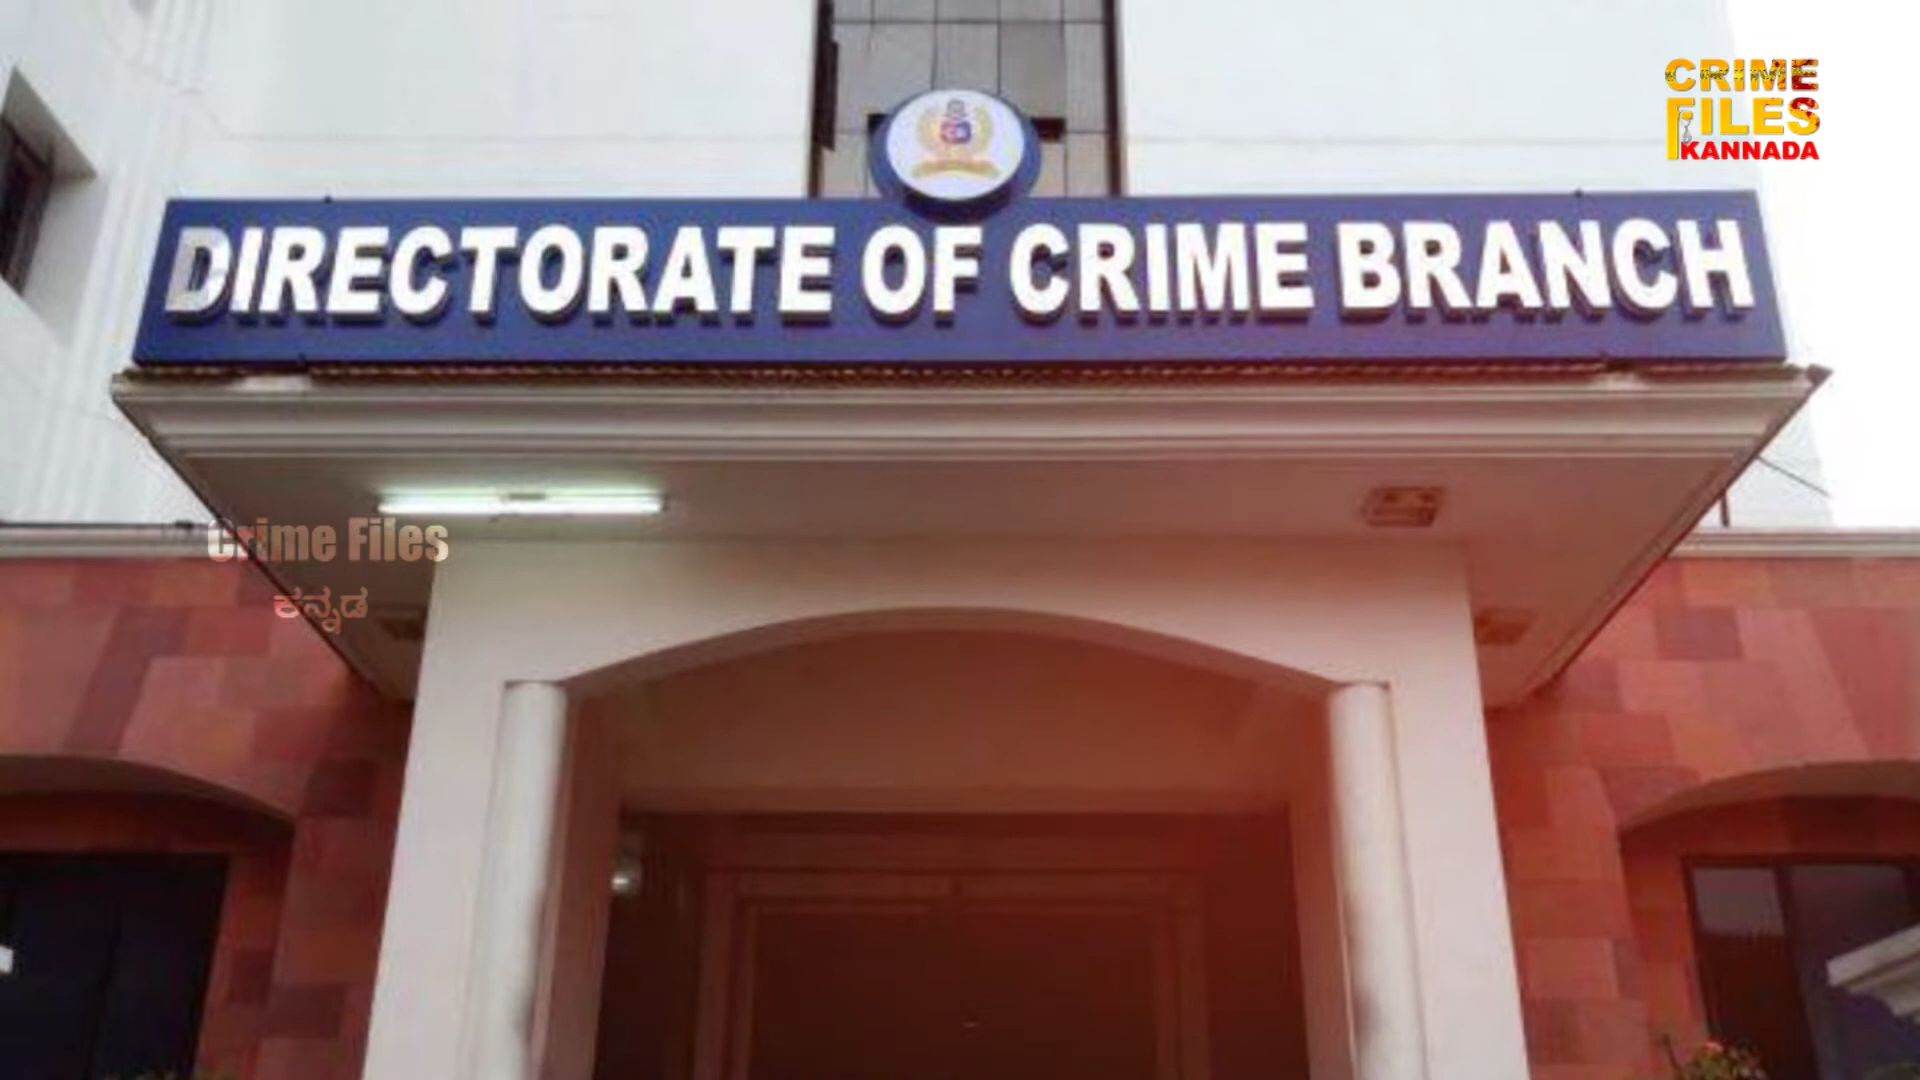 CRIME
FILES
KANNADA
DIRECTORATE OF CRIME BRANCH
Crime Files
ಕನ್ನಡ